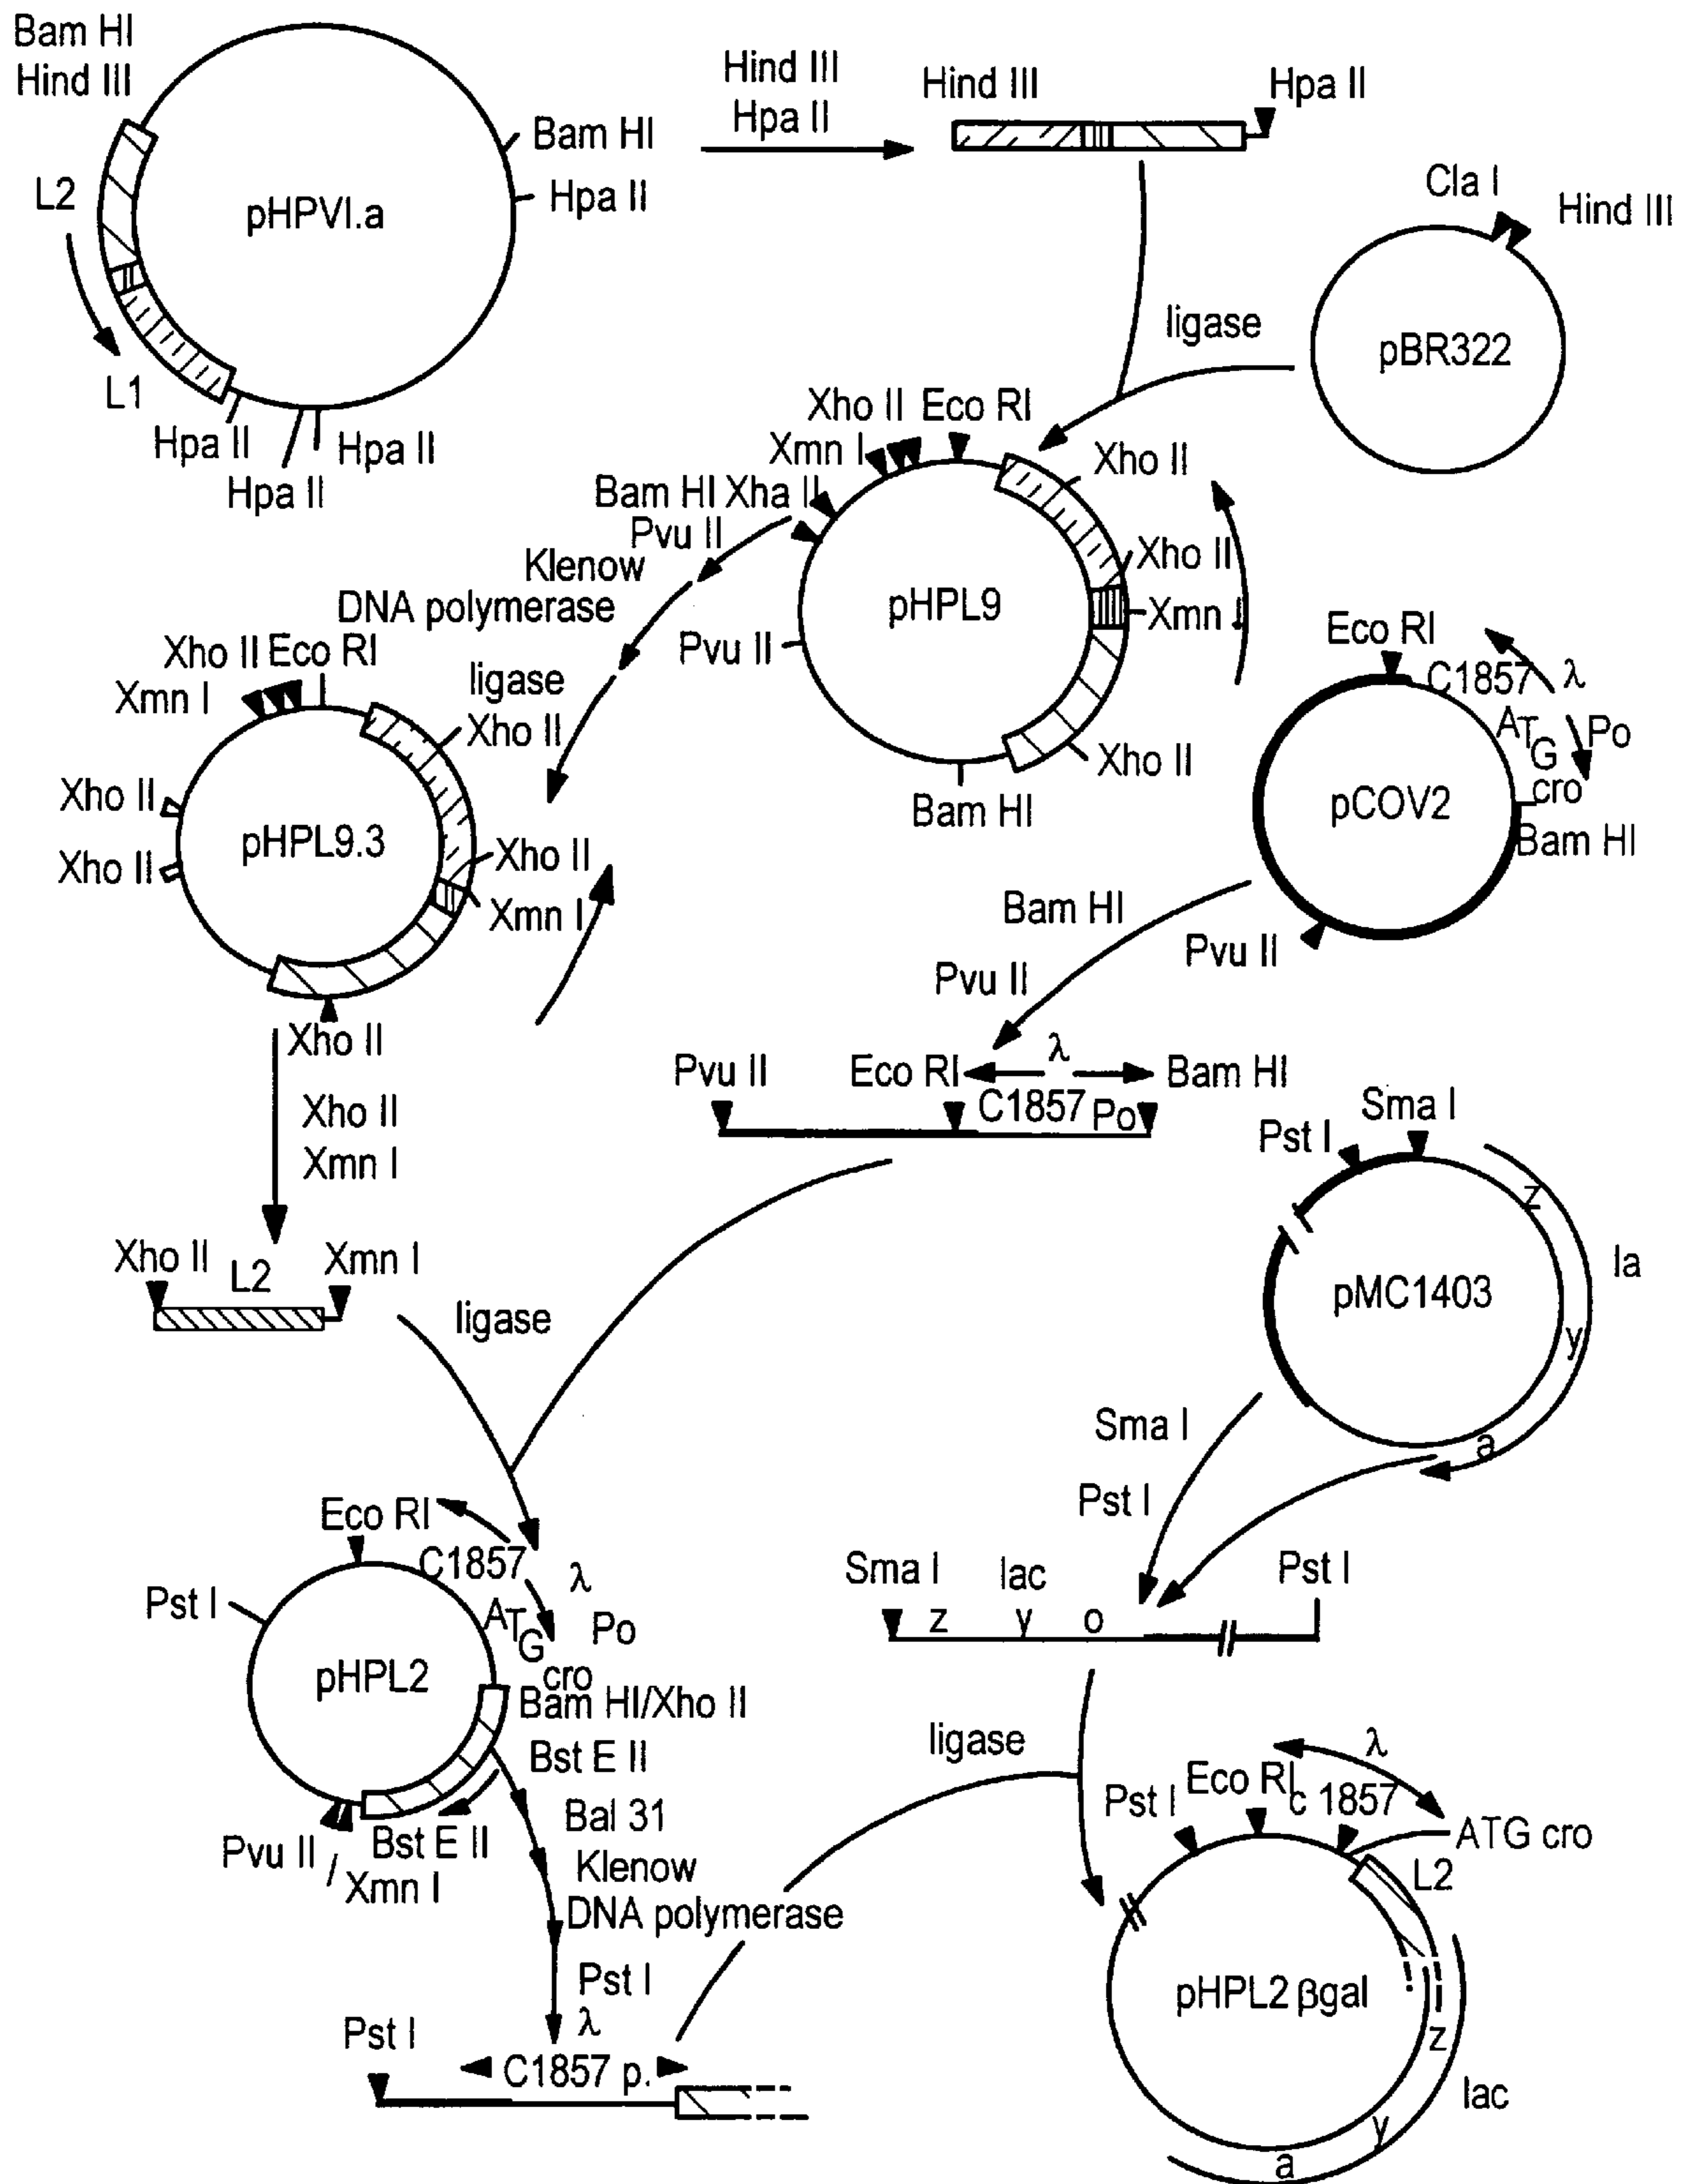 Bam HI
Hind III
Bam HI
Hpa II
L2
pHPVI.a
L1
Hpa II
Hpa II
Hpa II
Hind III
Hpa II
Hind III
Hpa II
Cla I
Hind III
pBR322
ligase
Xho II Eco RI
Xmn I
Bam HI Xha II
Pvu II
Pvu II
pHPL9
Xho II
Xho II
Xmn I
Xho II
Bam HI
Klenow
DNA polymerase
ligase
Xho II Eco RI
Xmn I
Xho II
Xho II
pHPL9.3
Xho II
Xho II
Xmn I
Xho II
Eco RI
C1857
λ
ATG
Po
cro
pCOV2
Bam HI
Pvu II
Bam HI
Pvu II
Pvu II
Eco RI
λ
Bam HI
C1857
Po
Xho II
Xmn I
Xho II
L2
Xmn I
ligase
Sma I
Pst I
z
la
pMC1403
y
a
Sma I
Pst I
Sma I
lac
Pst I
z
y
o
Eco RI
C1857
λ
Pst I
ATG
Po
pHPL2
cro
Bam HI/Xho II
Bst E II
Bst E II
Pvu II /
Xmn I
Bal 31
Klenow
DNA polymerase
Pst I
λ
Pst I
C1857 p.
ligase
λ
Eco RI
c 1857
Pst I
ATG cro
L2
pHPL2 βgal
z
lac
y
a